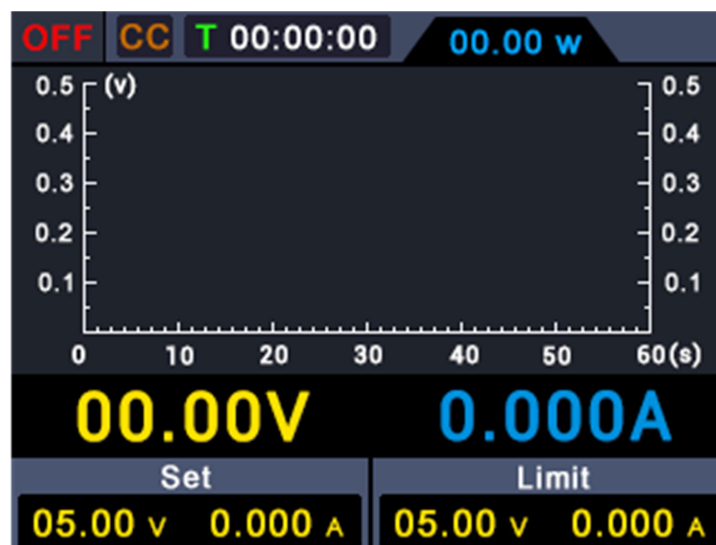 OFF CC T 00:00:00 00.00 W
0.5 (v) 0.5
0.4 0.4
0.3 0.3
0.2 0.2
0.1 0.1
0 10 20 30 40 50 60(s)
00.00V 0.000A
Set Limit
05.00 V 0.000 A 05.00 V 0.000 A